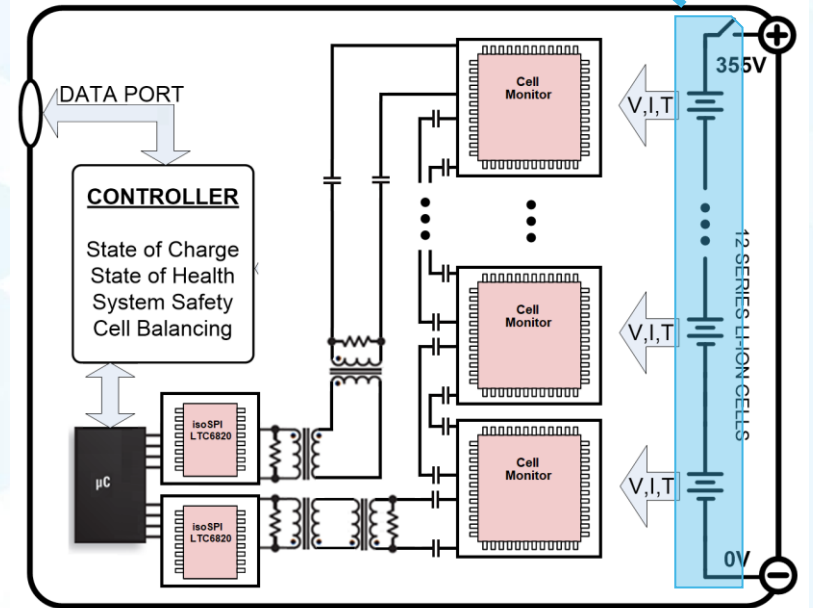 +
355V
DATA PORT
Cell
Monitor
V,I,T
CONTROLLER
State of Charge
State of Health
System Safety
Cell Balancing
12 SERIES LI-ION CELLS
Cell
Monitor
V,I,T
isoSPI
LTC6820
µC
Cell
Monitor
V,I,T
isoSPI
LTC6820
0V
−